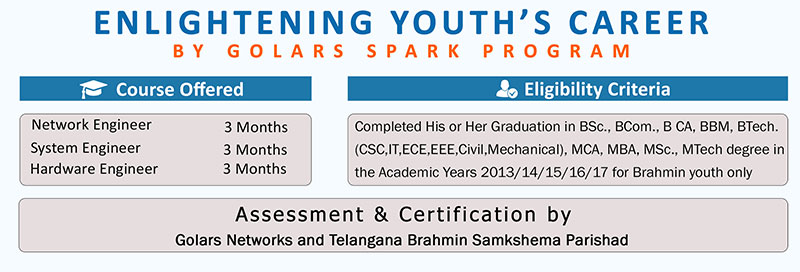 ENLIGHTENING YOUTH'S CAREER
BY GOLARS SPARK PROGRAM
Course Offered
Network Engineer 3 Months
System Engineer 3 Months
Hardware Engineer 3 Months
Eligibility Criteria
Completed His or Her Graduation in BSc., BCom., B CA, BBM, BTech.
(CSC,IT,ECE,EEE,Civil,Mechanical), MCA, MBA, MSc., MTech degree in
the Academic Years 2013/14/15/16/17 for Brahmin youth only
Assessment & Certification by
Golars Networks and Telangana Brahmin Samkshema Parishad